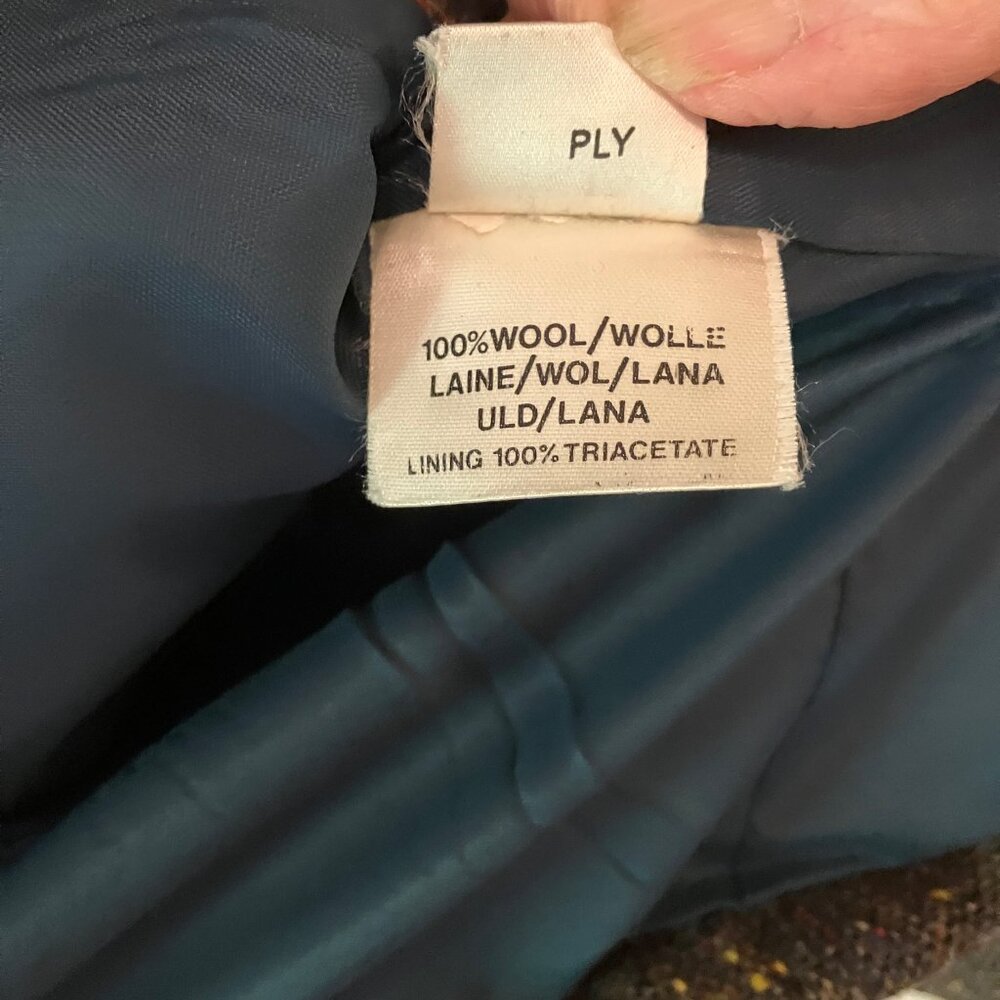 PLY
100%WOOL/WOLLE
LAINE/WOL/LANA
ULD/LANA
LINING 100%TRIACETATE